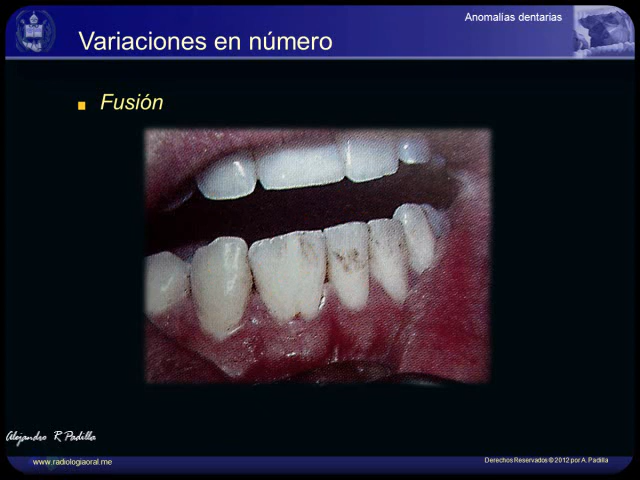 Anomalías dentarias
Variaciones en número
Fusión
Alejandro R Padilla
www.radiologiaoral.me
Derechos Reservados © 2012 por A. Padilla